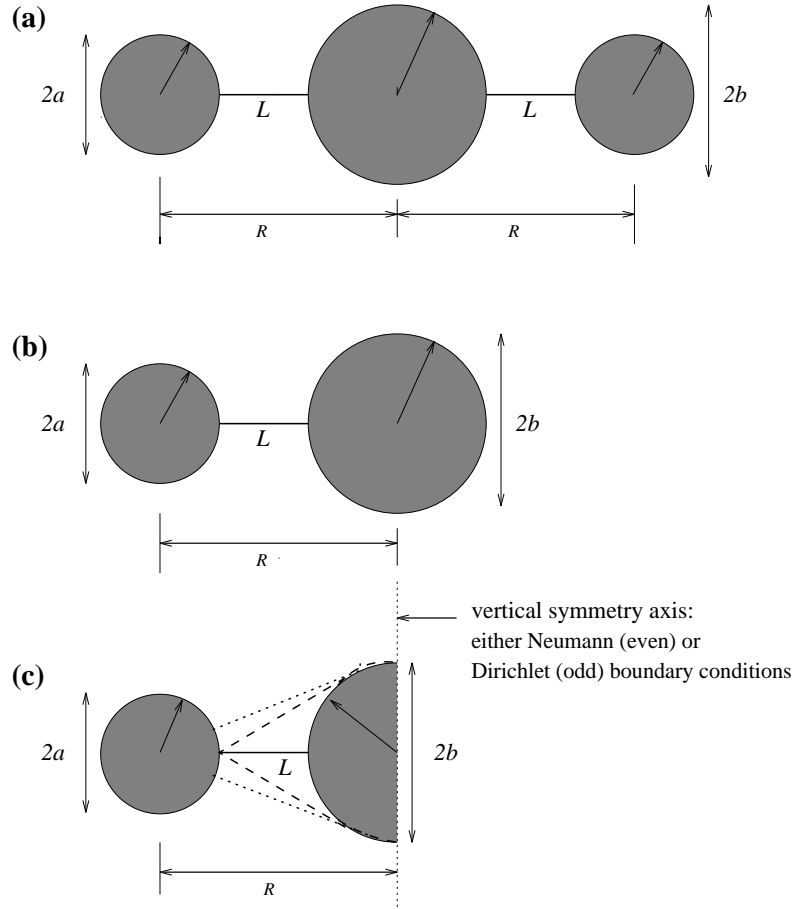 (a)
2a
L
L
2b
R
R
(b)
2a
L
2b
R
vertical symmetry axis:
either Neumann (even) or
Dirichlet (odd) boundary conditions
(c)
2a
L
2b
R